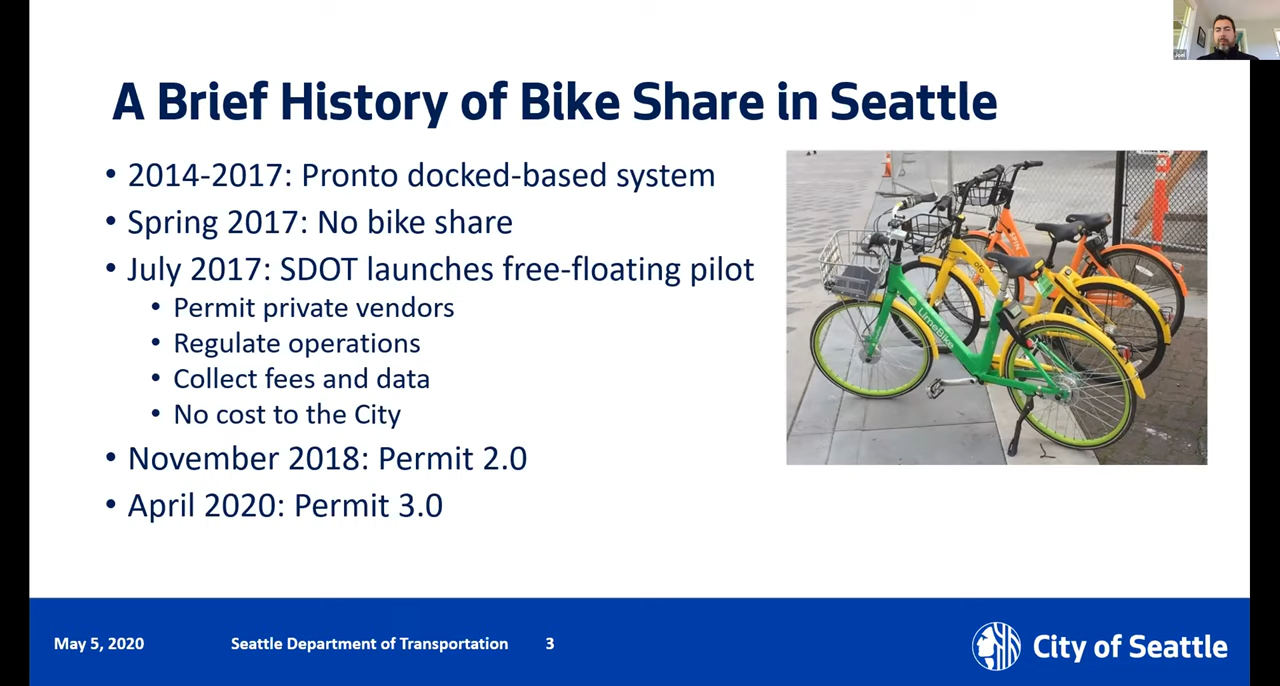 A Brief History of Bike Share in Seattle
• 2014-2017: Pronto docked-based system
• Spring 2017: No bike share
• July 2017: SDOT launches free-floating pilot
• Permit private vendors
• Regulate operations
• Collect fees and data
• No cost to the City
• November 2018: Permit 2.0
• April 2020: Permit 3.0
SPIN
ofo
LimeBike
May 5, 2020
Seattle Department of Transportation
3
City of Seattle